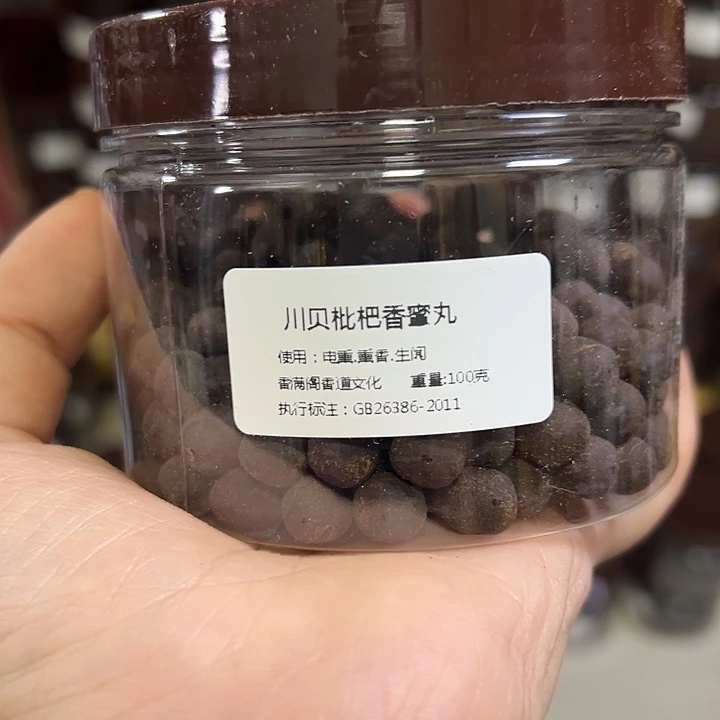 川贝枇杷香蜜丸
使用：电熏.熏香.生闻
香满阁香道文化 重量:100克
执行标注：GB26386-2011